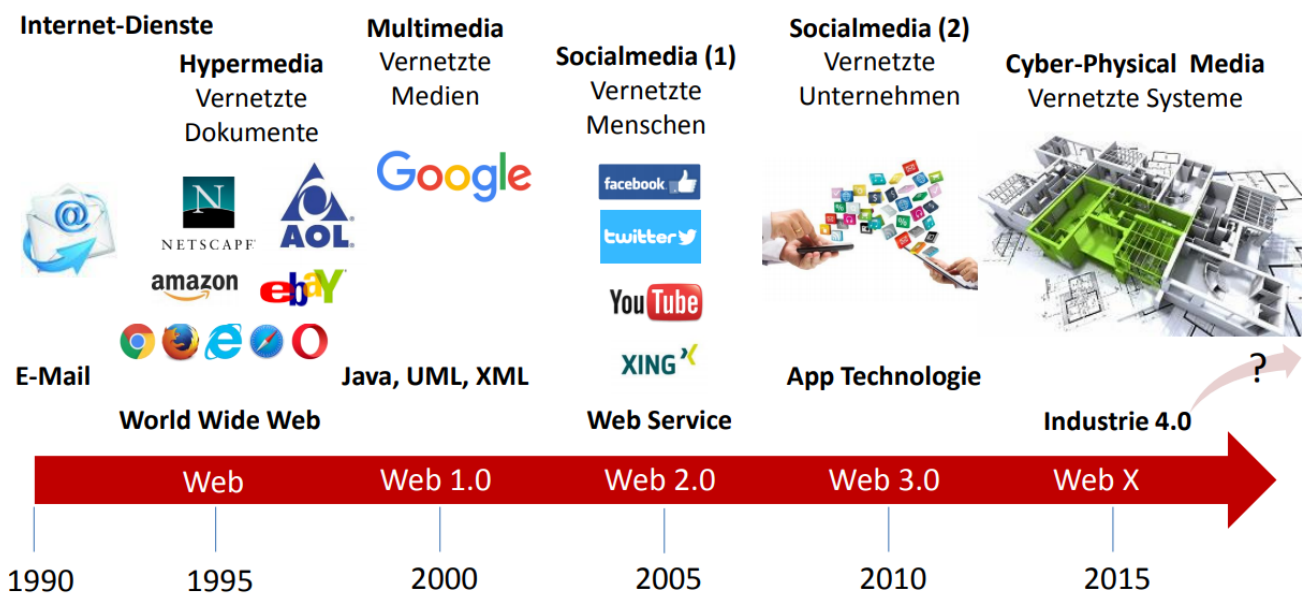 Internet-Dienste
Hypermedia
Vernetzte
Dokumente
Multimedia
Vernetzte
Medien
Socialmedia (1)
Vernetzte
Menschen
Socialmedia (2)
Vernetzte
Unternehmen
Cyber-Physical Media
Vernetzte Systeme
@
N
NETSCAPE
AOL
amazon
ebaY
Google
facebook
twitter
You Tube
XING
E-Mail
World Wide Web
Java, UML, XML
Web Service
App Technologie
Industrie 4.0
?
Web
Web 1.0
Web 2.0
Web 3.0
Web X
1990
1995
2000
2005
2010
2015